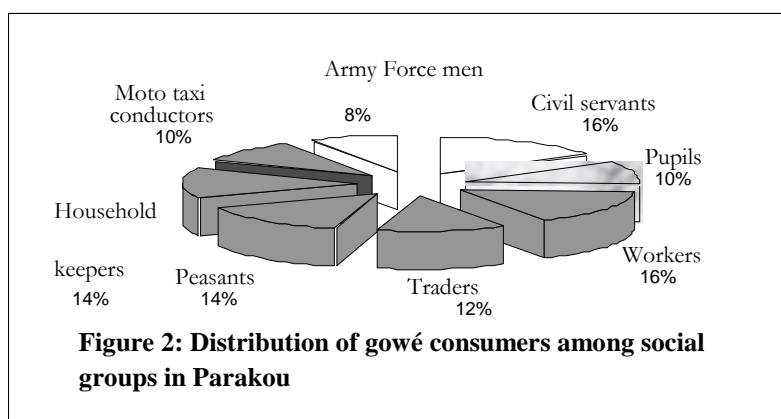 Army Force men
8%
Civil servants
16%
Pupils
10%
Workers
16%
Traders
12%
Peasants
14%
Household
keepers
14%
Moto taxi
conductors
10%
Figure 2: Distribution of gowé consumers among social
groups in Parakou